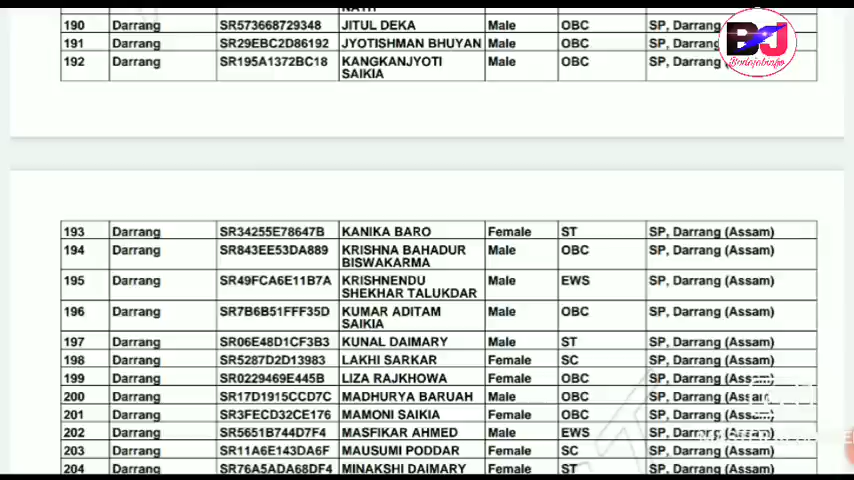 190 Darrang SR573668729348 JITUL DEKA Male OBC SP, Darrang
191 Darrang SR29EBC2D86192 JYOTISHMAN BHUYAN Male OBC SP, Darrang
192 Darrang SR195A1372BC18 KANGKANJYOTI Male OBC SP, Darrang
SAIKIA
BJ
Bodojobinfo
193 Darrang SR34255E78647B KANIKA BARO Female ST SP, Darrang (Assam)
194 Darrang SR843EE53DA889 KRISHNA BAHADUR Male OBC SP, Darrang (Assam)
BISWAKARMA
195 Darrang SR49FCA6E11B7A KRISHNENDU Male EWS SP, Darrang (Assam)
SHEKHAR TALUKDAR
196 Darrang SR7B6B51FFF35D KUMAR ADITAM Male OBC SP, Darrang (Assam)
SAIKIA
197 Darrang SR06E48D1CF3B3 KUNAL DAIMARY Male ST SP, Darrang (Assam)
198 Darrang SR5287D2D13983 LAKHI SARKAR Female SC SP, Darrang (Assam)
199 Darrang SR0229469E445B LIZA RAJKHOWA Female OBC SP, Darrang (Assam)
200 Darrang SR17D1915CCD7C MADHURYA BARUAH Male OBC SP, Darrang (Assam)
201 Darrang SR3FECD32CE176 MAMONI SAIKIA Female OBC SP, Darrang (Assam)
202 Darrang SR5651B744D7F4 MASFIKAR AHMED Male EWS SP, Darrang (Assam)
203 Darrang SR11A6E143DA6F MAUSUMI PODDAR Female SC SP, Darrang (Assam)
204 Darrang SR76A5ADA68DF4 MINAKSHI DAIMARY Female ST SP, Darrang (Assam)